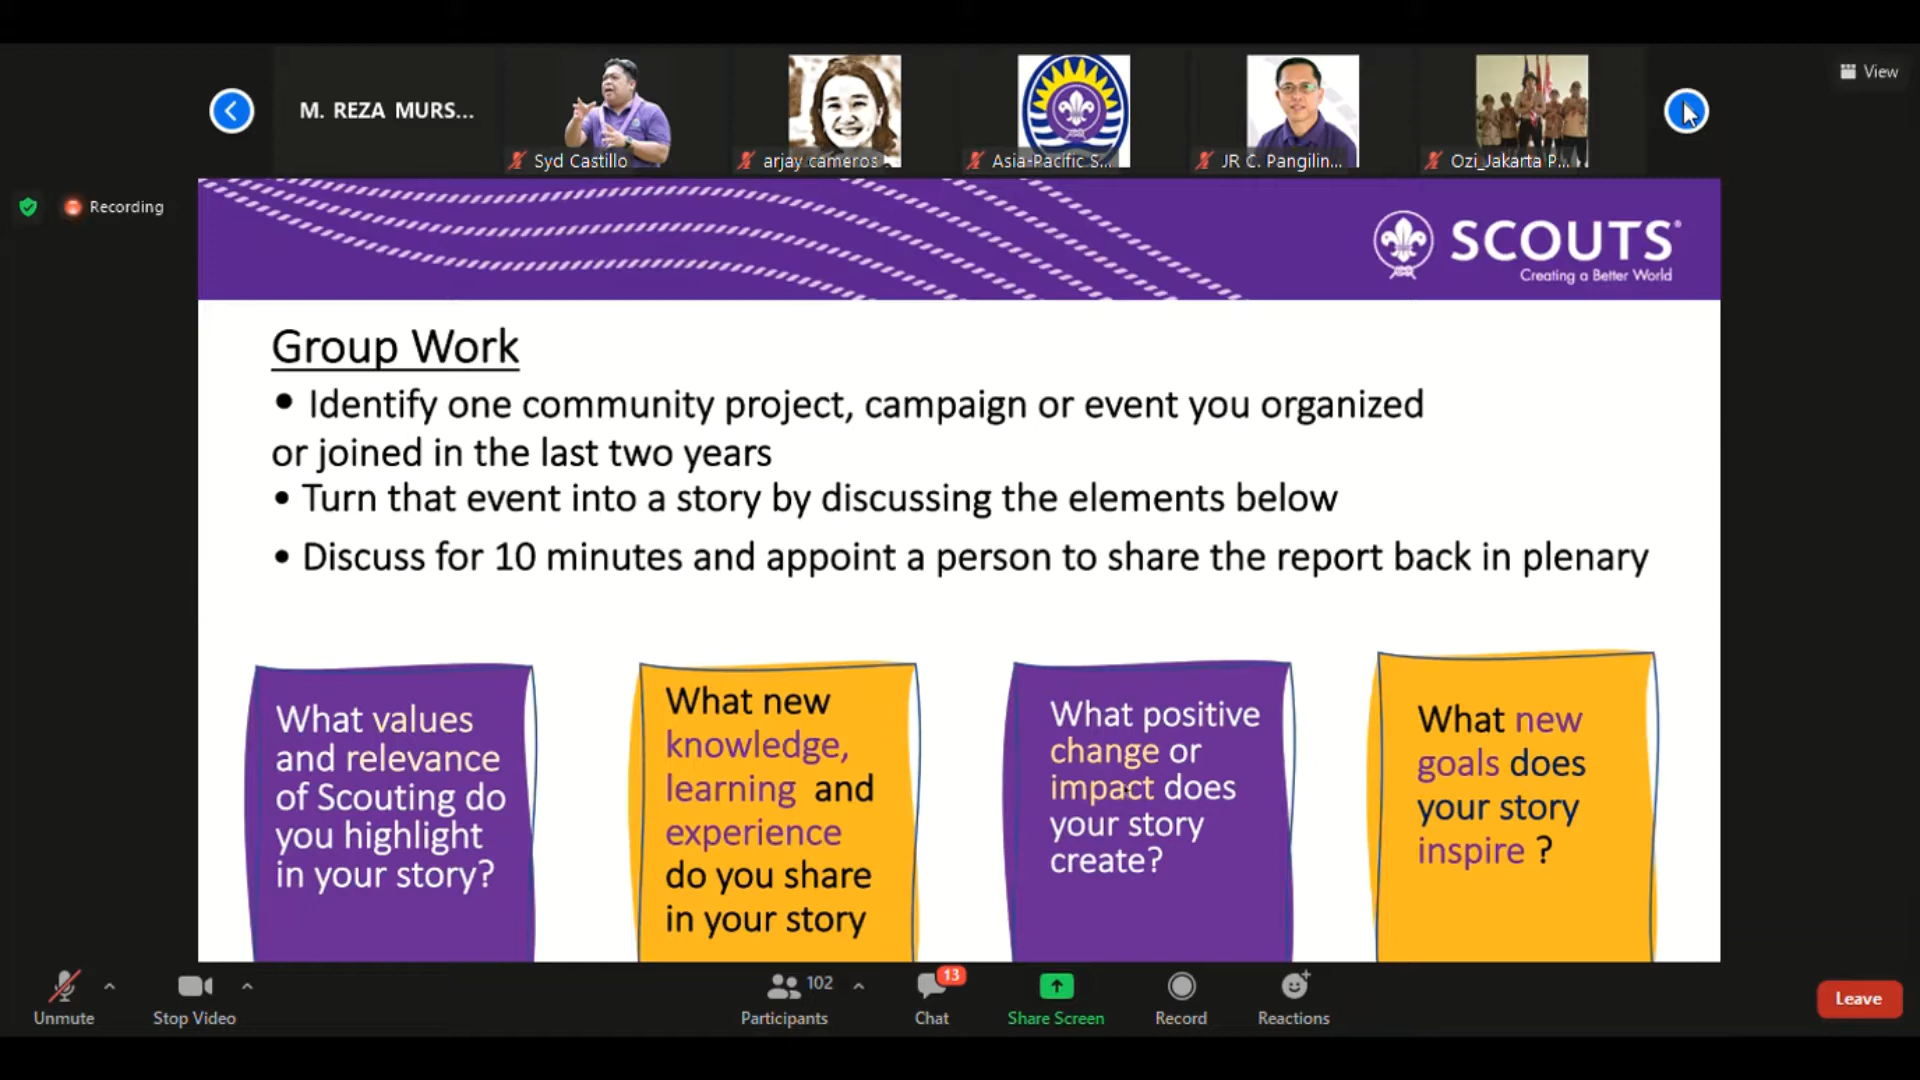 View
M. REZA MURS...
Syd Castillo
arjay cameros
Asia-Pacific S...
JR C. Pangilin...
Ozi_Jakarta P...
Recording
SCOUTS®
Creating a Better World
Group Work
• Identify one community project, campaign or event you organized
or joined in the last two years
• Turn that event into a story by discussing the elements below
• Discuss for 10 minutes and appoint a person to share the report back in plenary
What values
and relevance
of Scouting do
you highlight
in your story?
What new
knowledge,
learning and
experience
do you share
in your story
What positive
change or
impact does
your story
create?
What new
goals does
your story
inspire ?
Unmute
Stop Video
102
Participants
13
Chat
Share Screen
Record
Reactions
Leave